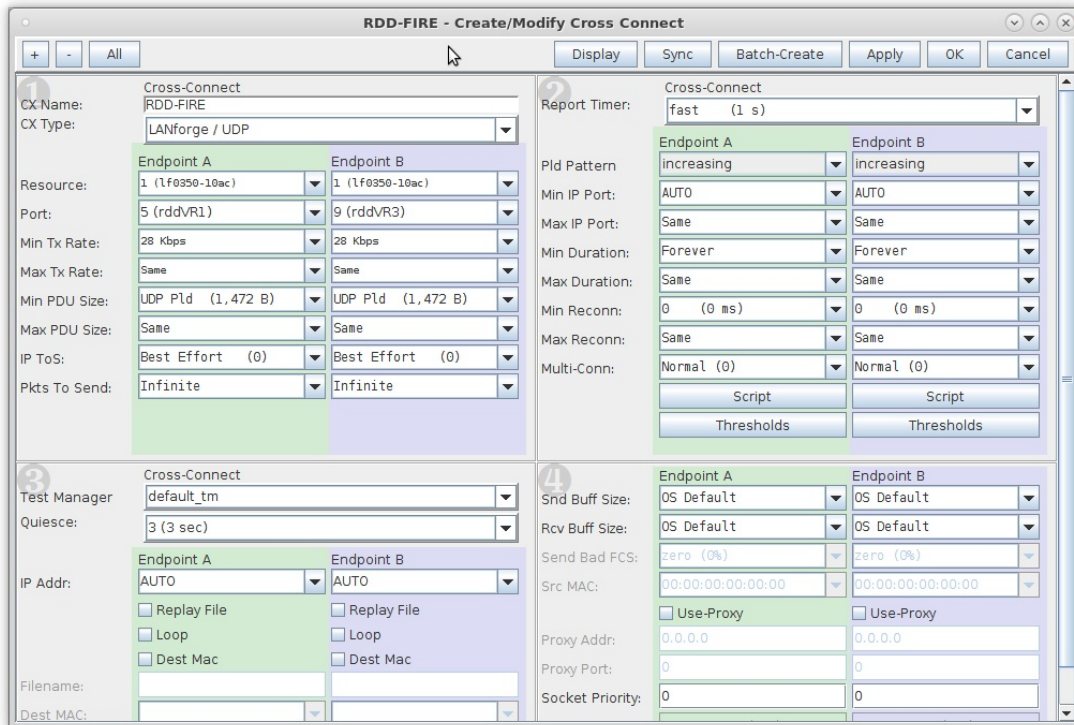 RDD-FIRE - Create/Modify Cross Connect
+ - All Display Sync Batch-Create Apply OK Cancel
1
Cross-Connect
CX Name: RDD-FIRE
CX Type: LANforge / UDP
Endpoint A Endpoint B
Resource: 1 (lf0350-10ac) 1 (lf0350-10ac)
Port: 5 (rddVR1) 9 (rddVR3)
Min Tx Rate: 28 Kbps 28 Kbps
Max Tx Rate: Same Same
Min PDU Size: UDP Pld (1,472 B) UDP Pld (1,472 B)
Max PDU Size: Same Same
IP ToS: Best Effort (0) Best Effort (0)
Pkts To Send: Infinite Infinite
2
Cross-Connect
Report Timer: fast (1 s)
Endpoint A Endpoint B
Pld Pattern increasing increasing
Min IP Port: AUTO AUTO
Max IP Port: Same Same
Min Duration: Forever Forever
Max Duration: Same Same
Min Reconn: 0 (0 ms) 0 (0 ms)
Max Reconn: Same Same
Multi-Conn: Normal (0) Normal (0)
Script Script
Thresholds Thresholds
3
Cross-Connect
Test Manager default_tm
Quiesce: 3 (3 sec)
Endpoint A Endpoint B
IP Addr: AUTO AUTO
Replay File Replay File
Loop Loop
Dest Mac Dest Mac
Filename:
Dest MAC:
4
Endpoint A Endpoint B
Snd Buff Size: OS Default OS Default
Rcv Buff Size: OS Default OS Default
Send Bad FCS: zero (0%) zero (0%)
Src MAC: 00:00:00:00:00:00 00:00:00:00:00:00
Use-Proxy Use-Proxy
Proxy Addr: 0.0.0.0 0.0.0.0
Proxy Port: 0 0
Socket Priority: 0 0